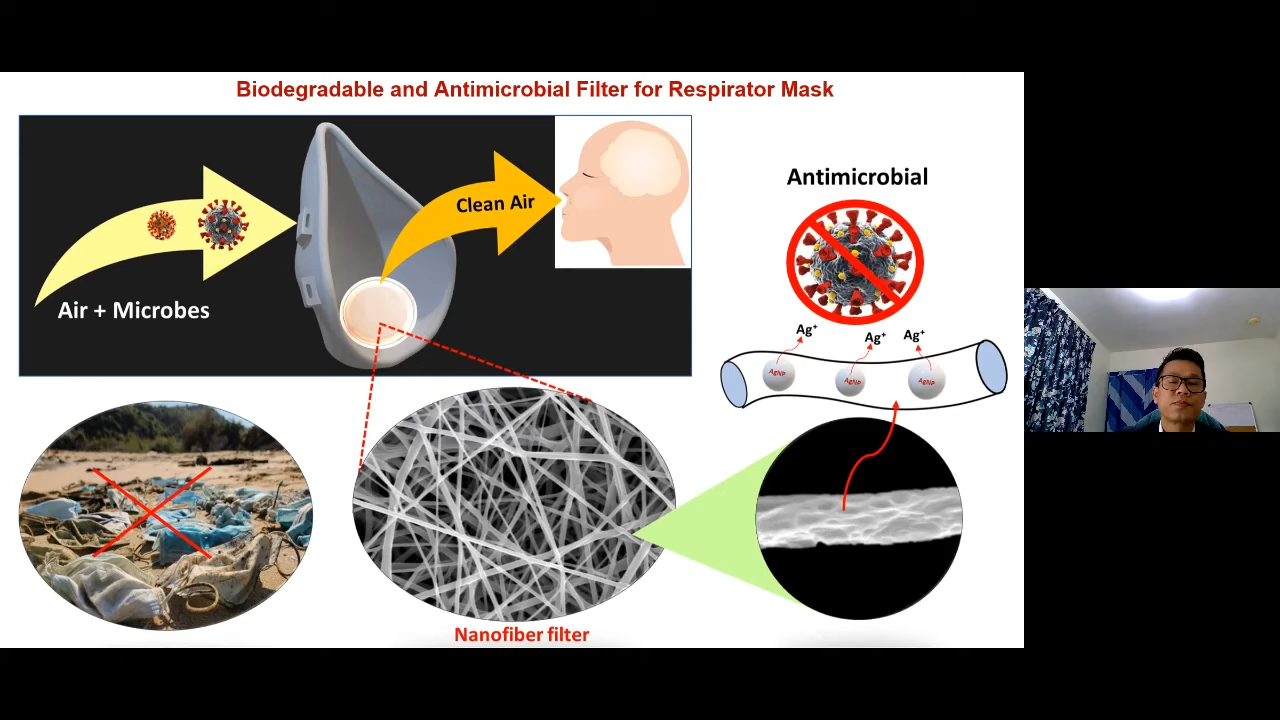 Biodegradable and Antimicrobial Filter for Respirator Mask
Air + Microbes
Clean Air
Antimicrobial
Ag⁺
Ag⁺
Ag⁺
AgNP
AgNP
AgNP
Nanofiber filter